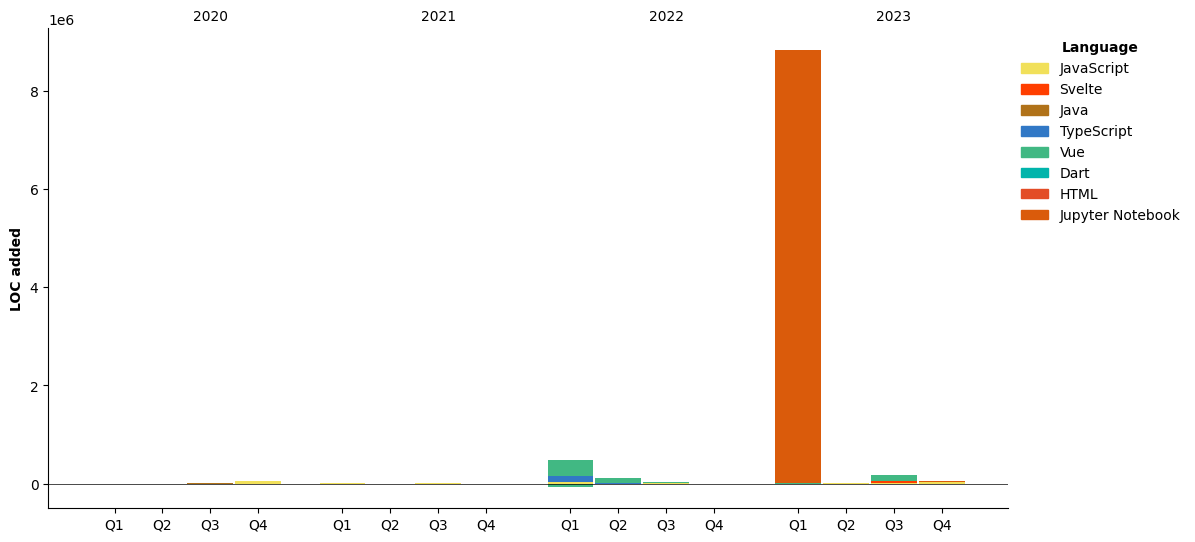 2020 2021 2022 2023
1e6
Language
JavaScript
Svelte
Java
TypeScript
Vue
Dart
HTML
Jupyter Notebook
LOC added
8
6
4
2
0
Q1 Q2 Q3 Q4 Q1 Q2 Q3 Q4 Q1 Q2 Q3 Q4 Q1 Q2 Q3 Q4